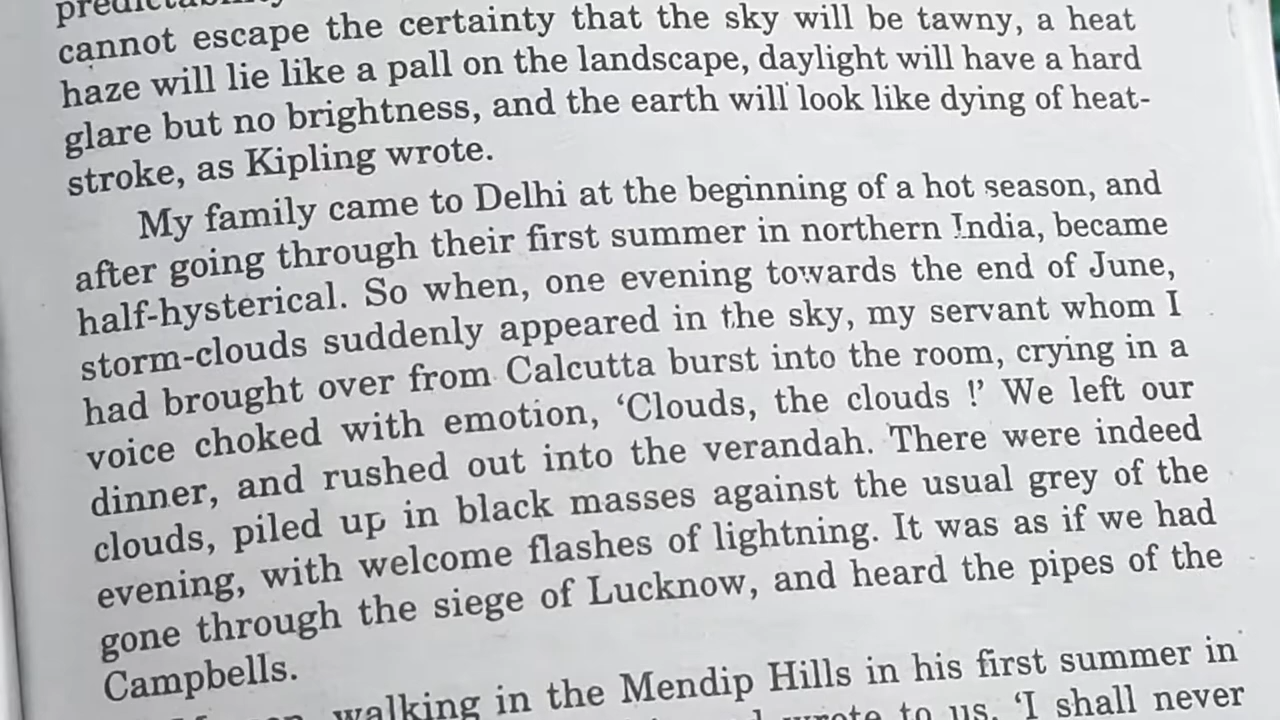 cannot escape the certainty that the sky will be tawny, a heat
haze will lie like a pall on the landscape, daylight will have a hard
glare but no brightness, and the earth will look like dying of heat-
stroke, as Kipling wrote.
My family came to Delhi at the beginning of a hot season, and
after going through their first summer in northern India, became
half-hysterical. So when, one evening towards the end of June,
storm-clouds suddenly appeared in the sky, my servant whom I
had brought over from Calcutta burst into the room, crying in a
voice choked with emotion, ‘Clouds, the clouds !’ We left our
dinner, and rushed out into the verandah. There were indeed
clouds, piled up in black masses against the usual grey of the
evening, with welcome flashes of lightning. It was as if we had
gone through the siege of Lucknow, and heard the pipes of the
Campbells.
walking in the Mendip Hills in his first summer in
wrote to us, ‘I shall never